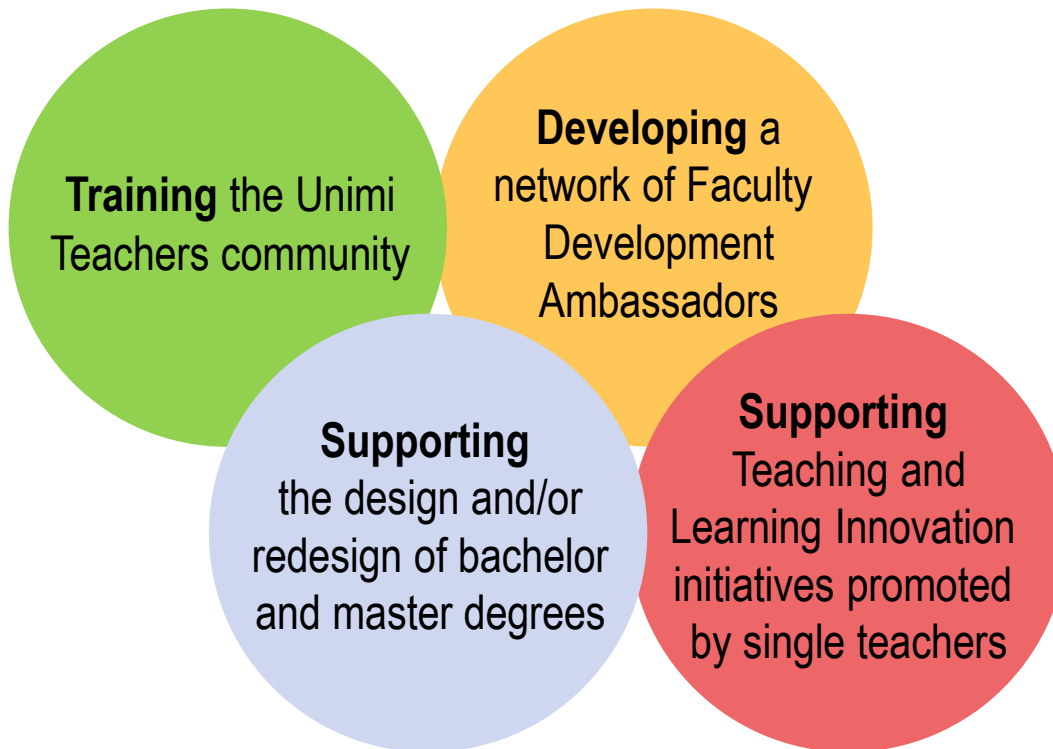 Training the Unimi
Teachers community
Developing a
network of Faculty
Development
Ambassadors
Supporting
the design and/or
redesign of bachelor
and master degrees
Supporting
Teaching and
Learning Innovation
initiatives promoted
by single teachers